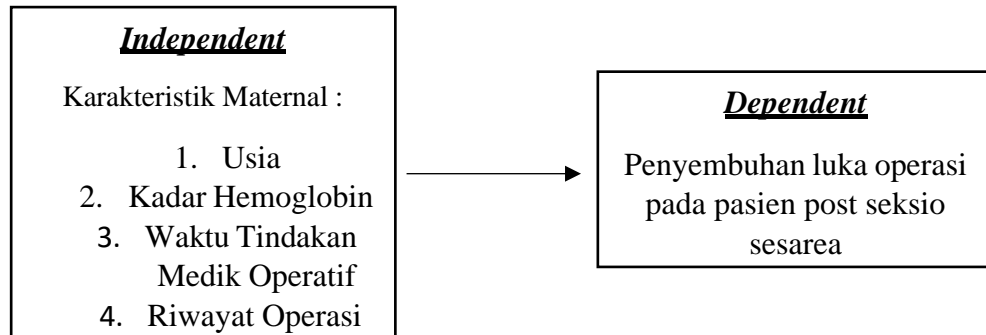 Independent
Karakteristik Maternal :
1. Usia
2. Kadar Hemoglobin
3. Waktu Tindakan
Medik Operatif
4. Riwayat Operasi
Dependent
Penyembuhan luka operasi
pada pasien post seksio
sesarea